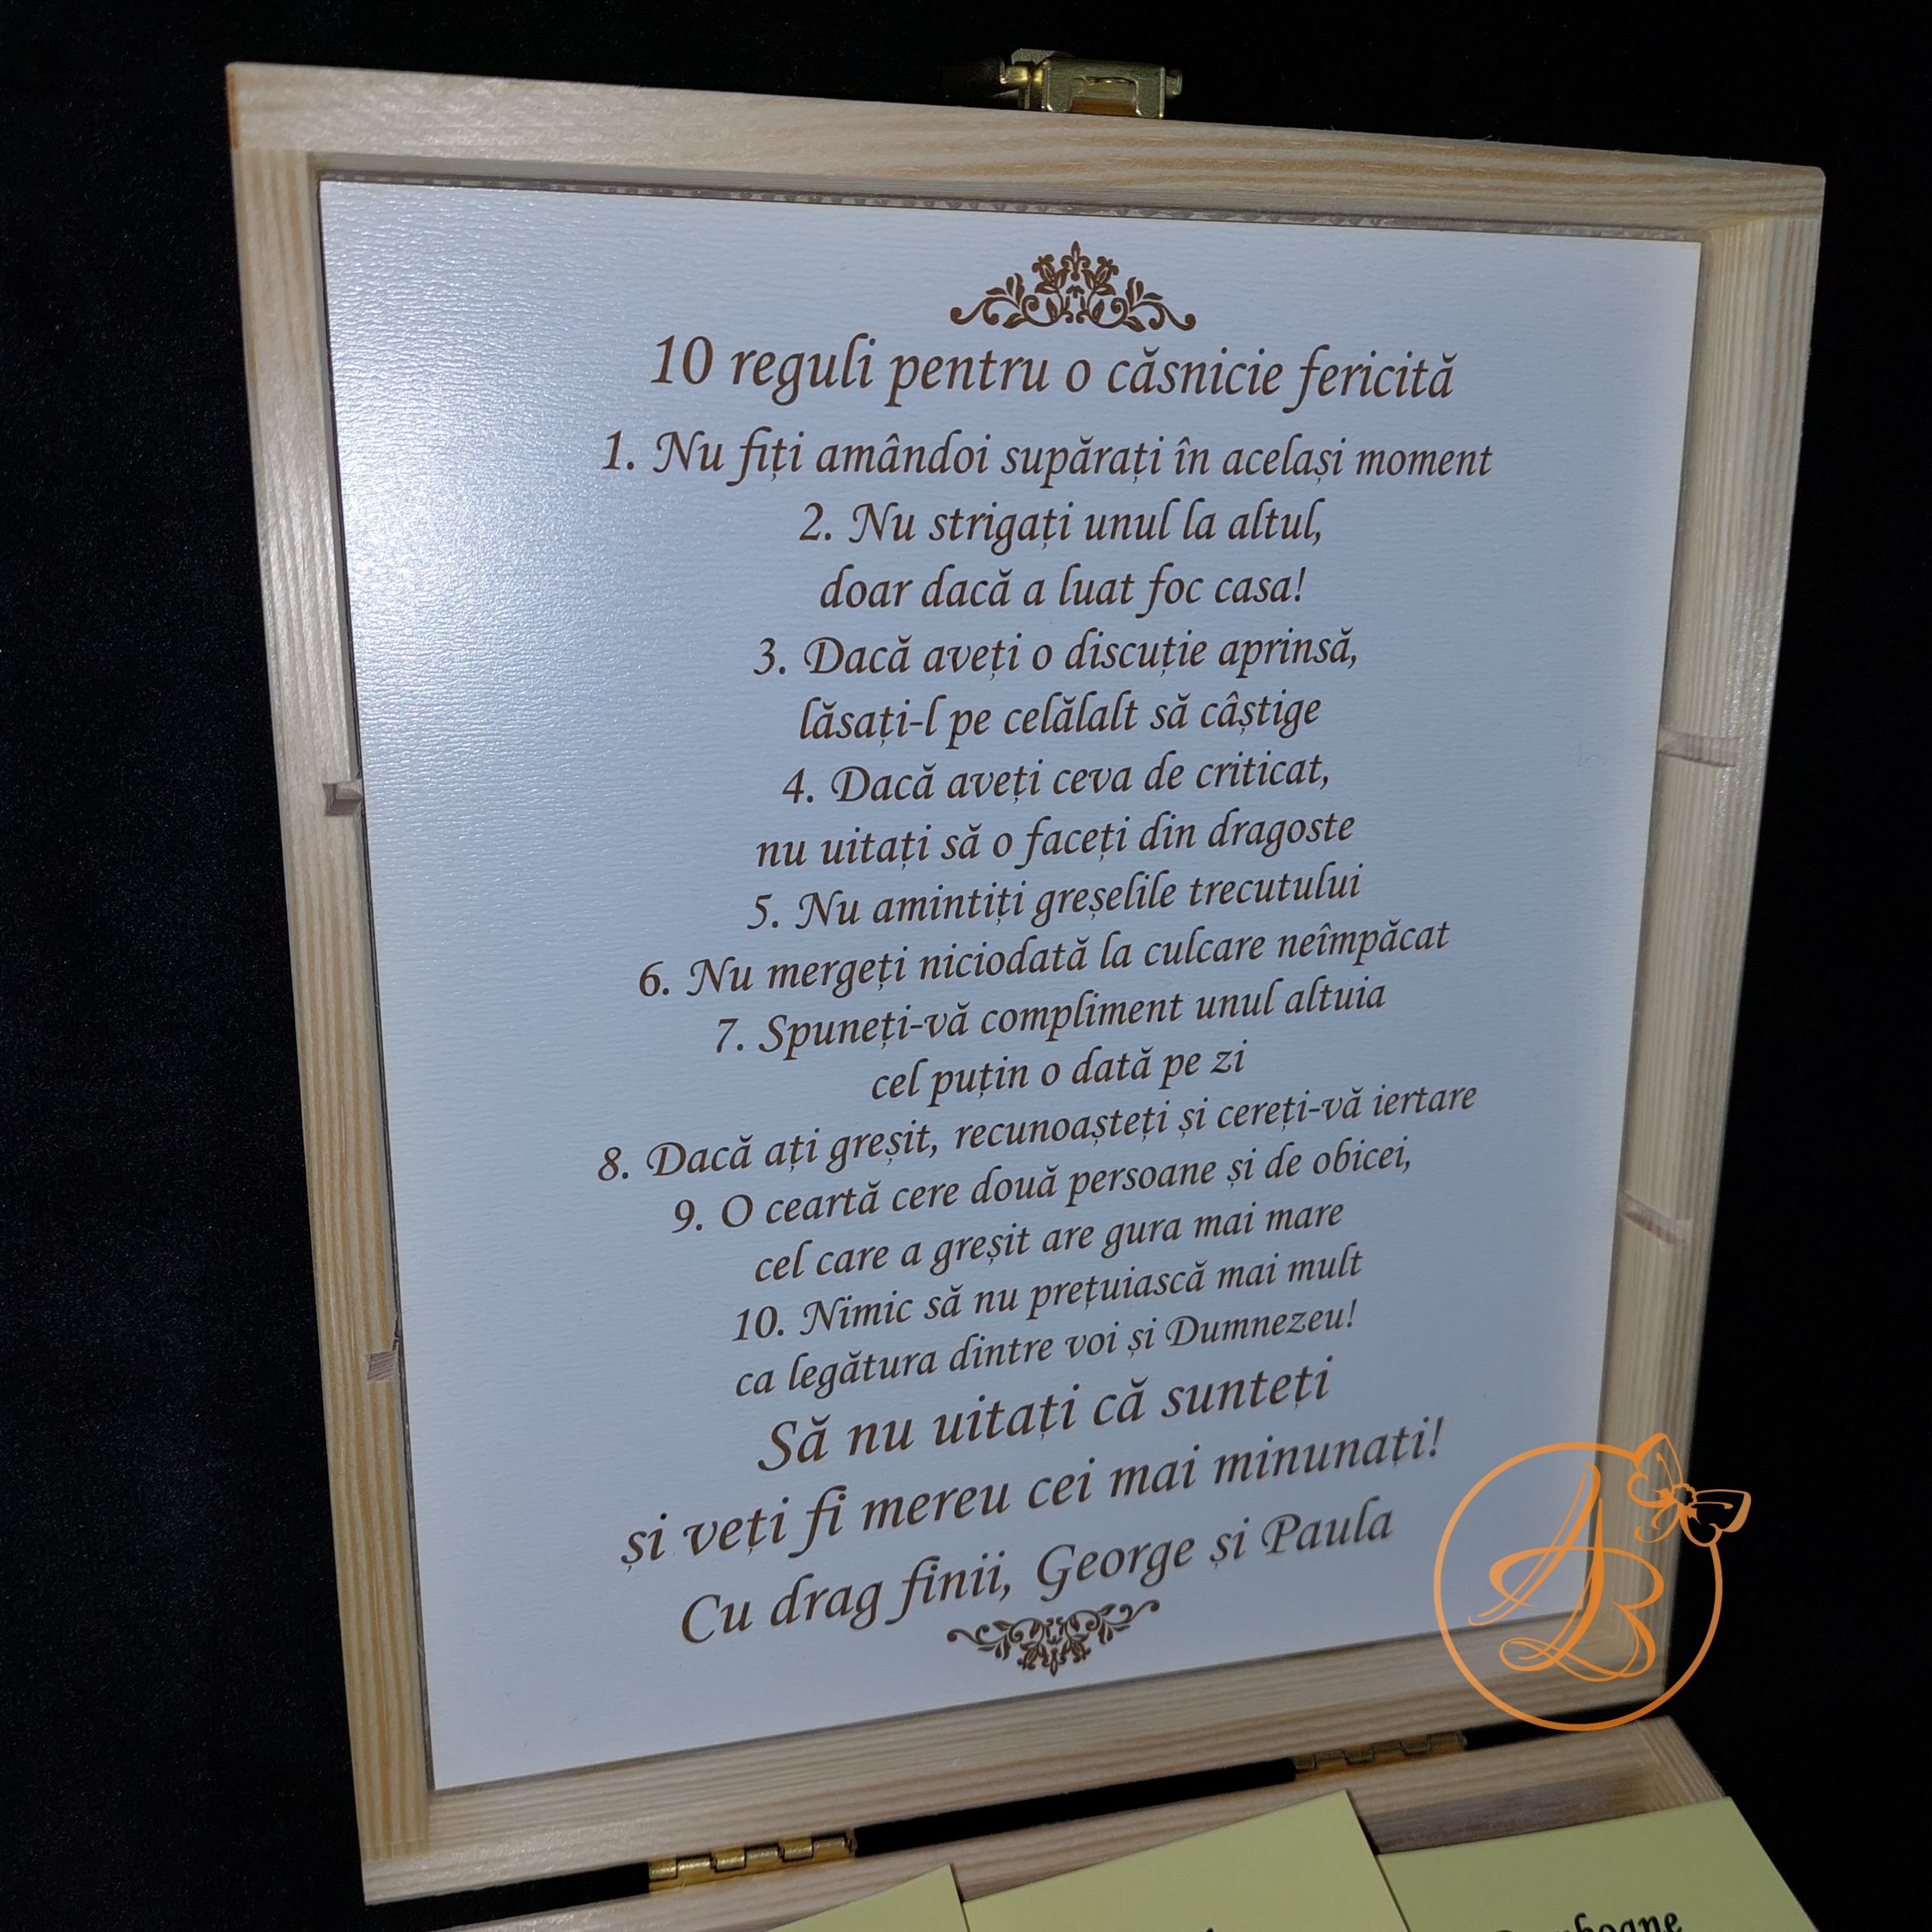 10 reguli pentru o căsnicie fericită
1. Nu fiți amândoi supărați în același moment
2. Nu strigați unul la altul,
doar dacă a luat foc casa!
3. Dacă aveți o discuție aprinsă,
lăsați-l pe celălalt să câștige
4. Dacă aveți ceva de criticat,
nu uitați să o faceți din dragoste
5. Nu amintiți greșelile trecutului
6. Nu mergeți niciodată la culcare neîmpăcat
7. Spuneți-vă compliment unul altuia
cel puțin o dată pe zi
8. Dacă ați greșit, recunoașteți și cereți-vă iertare
9. O ceartă cere două persoane și de obicei,
cel care a greșit are gura mai mare
10. Nimic să nu prețuiască mai mult
ca legătura dintre voi și Dumnezeu!
Să nu uitați că sunteți
și veți fi mereu cei mai minunați!
Cu drag finii, George și Paula
AB